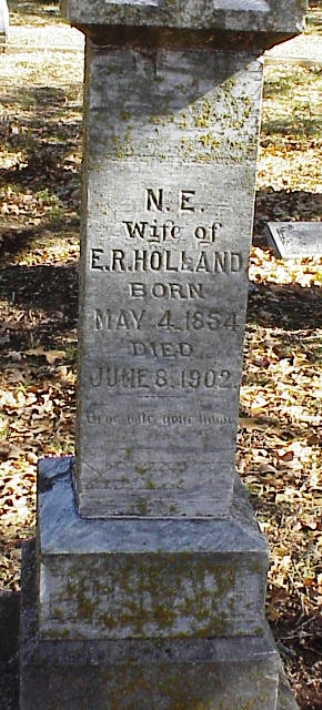 N. E.
Wife of
E.R. HOLLAND
BORN
MAY 4, 1854
DIED
JUNE 8, 1902.